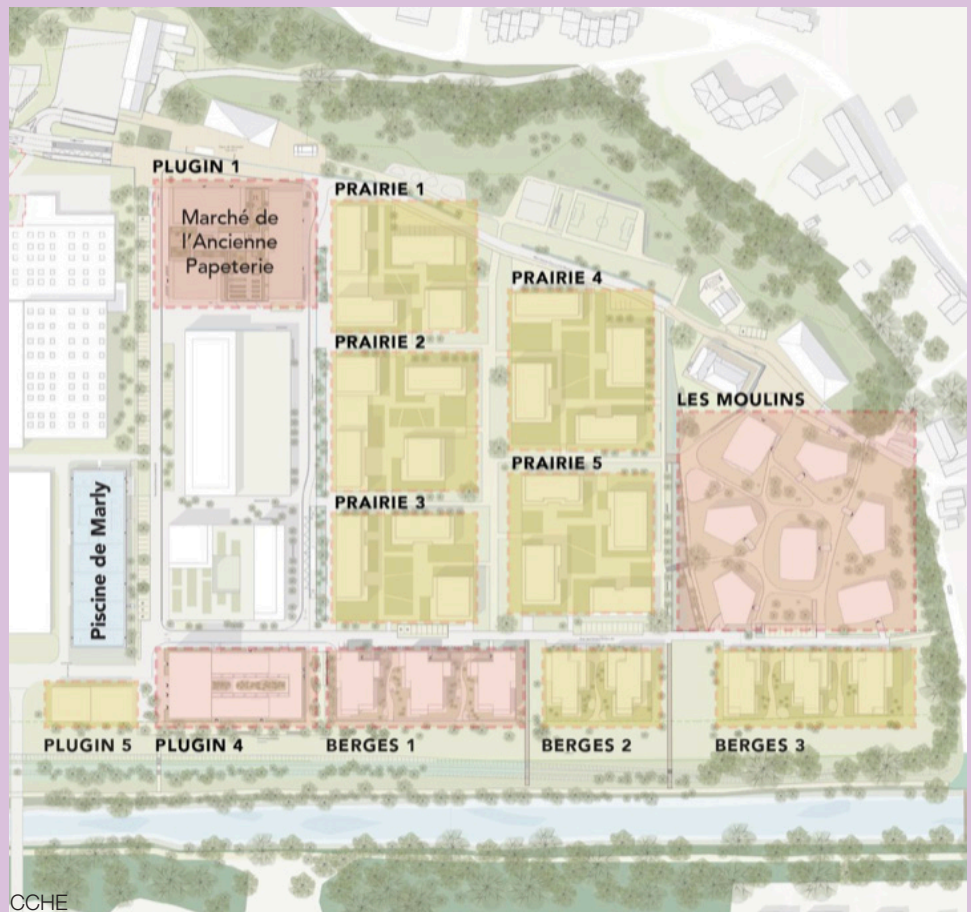 PLUGIN 1
Marché de
l'Ancienne
Papeterie
PRAIRIE 1
PRAIRIE 4
PRAIRIE 2
LES MOULINS
PRAIRIE 5
PRAIRIE 3
Piscine de Marly
PLUGIN 5
PLUGIN 4
BERGES 1
BERGES 2
BERGES 3
CCHE